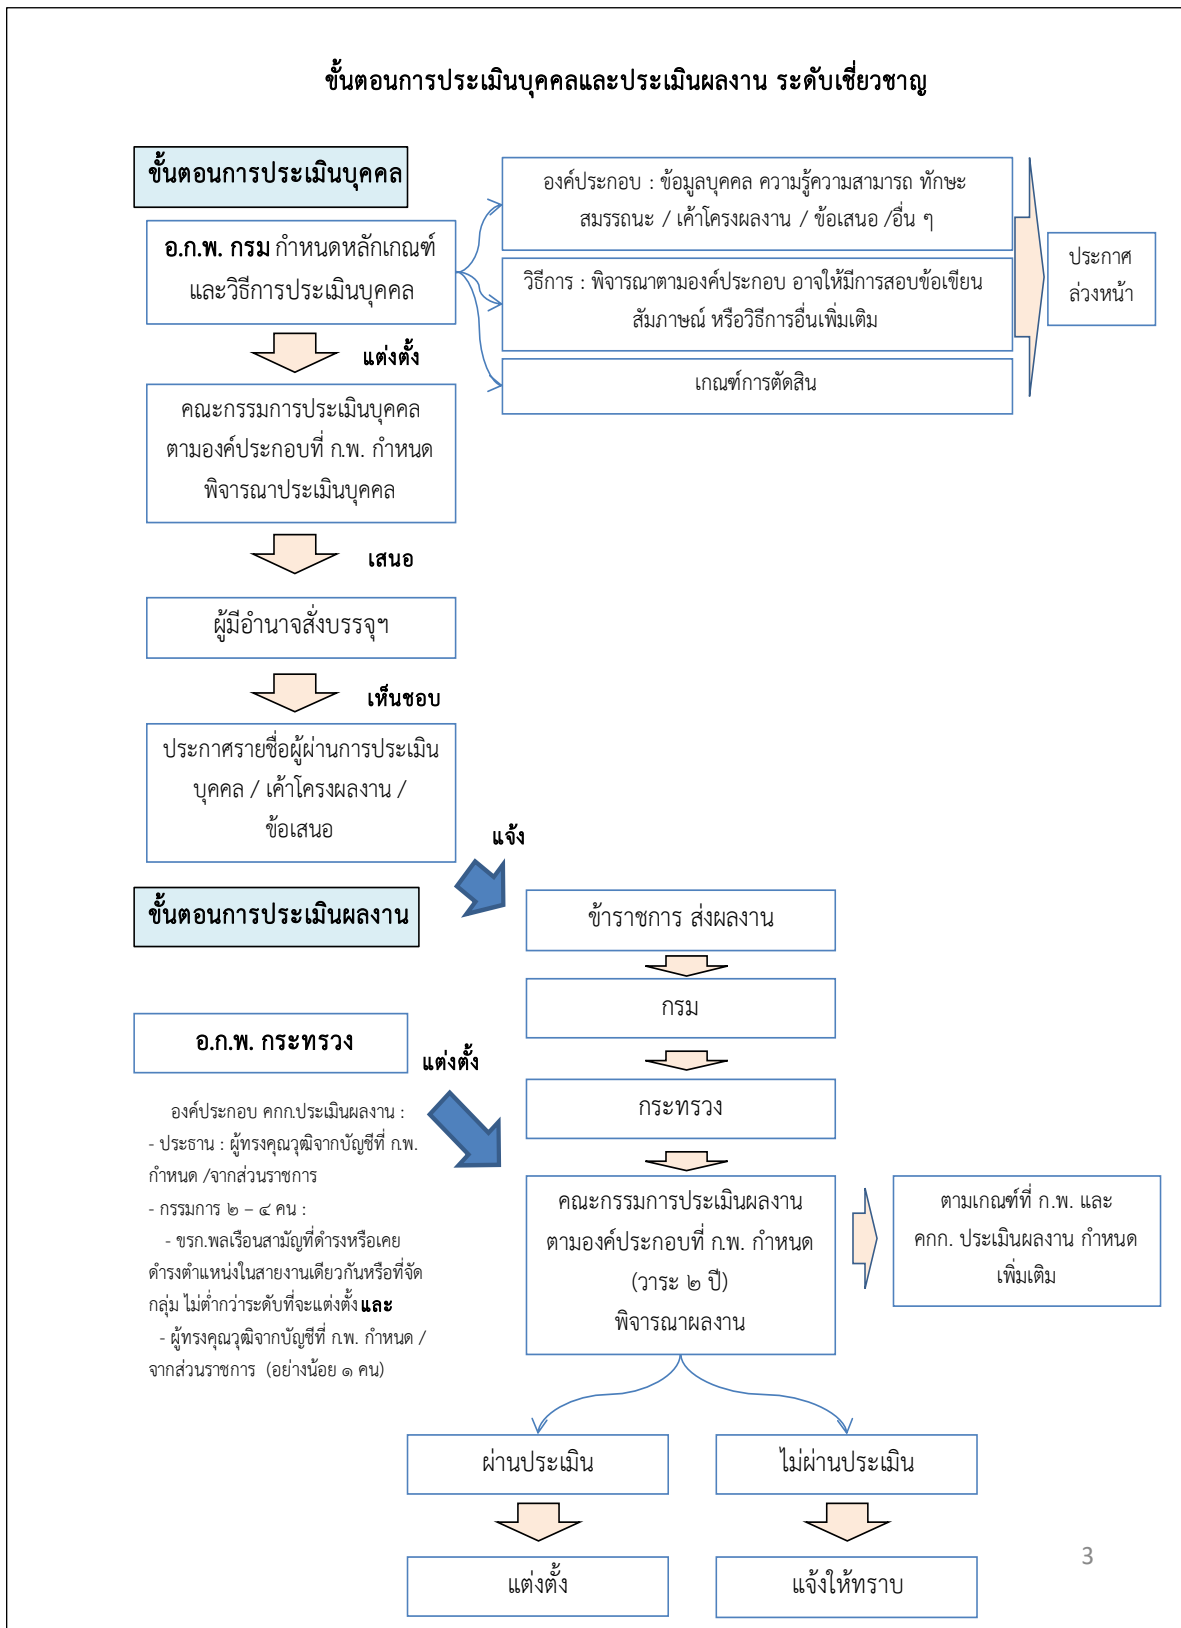 ขั้นตอนการประเมินบุคคลและประเมินผลงาน ระดับเชี่ยวชาญ
ขั้นตอนการประเมินบุคคล
อ.ก.พ. กรม กำหนดหลักเกณฑ์
และวิธีการประเมินบุคคล
องค์ประกอบ : ข้อมูลบุคคล ความรู้ความสามารถ ทักษะ
สมรรถนะ / เค้าโครงผลงาน / ข้อเสนอ /อื่น ๆ
วิธีการ : พิจารณาตามองค์ประกอบ อาจให้มีการสอบข้อเขียน
สัมภาษณ์ หรือวิธีการอื่นเพิ่มเติม
เกณฑ์การตัดสิน
ประกาศ
ล่วงหน้า
แต่งตั้ง
คณะกรรมการประเมินบุคคล
ตามองค์ประกอบที่ ก.พ. กำหนด
พิจารณาประเมินบุคคล
เสนอ
ผู้มีอำนาจสั่งบรรจุฯ
เห็นชอบ
ประกาศรายชื่อผู้ผ่านการประเมิน
บุคคล / เค้าโครงผลงาน /
ข้อเสนอ
แจ้ง
ขั้นตอนการประเมินผลงาน
ข้าราชการ ส่งผลงาน
กรม
อ.ก.พ. กระทรวง
แต่งตั้ง
กระทรวง
องค์ประกอบ คกก.ประเมินผลงาน :
- ประธาน : ผู้ทรงคุณวุฒิจากบัญชีที่ ก.พ.
กำหนด /จากส่วนราชการ
- กรรมการ ๒ – ๔ คน :
- ขรก.พลเรือนสามัญที่ดำรงหรือเคย
ดำรงตำแหน่งในสายงานเดียวกันหรือที่จัด
กลุ่ม ไม่ต่ำกว่าระดับที่จะแต่งตั้ง และ
- ผู้ทรงคุณวุฒิจากบัญชีที่ ก.พ. กำหนด /
จากส่วนราชการ (อย่างน้อย ๑ คน)
คณะกรรมการประเมินผลงาน
ตามองค์ประกอบที่ ก.พ. กำหนด
(วาระ ๒ ปี)
พิจารณาผลงาน
ตามเกณฑ์ที่ ก.พ. และ
คกก. ประเมินผลงาน กำหนด
เพิ่มเติม
ผ่านประเมิน
ไม่ผ่านประเมิน
แต่งตั้ง
แจ้งให้ทราบ
3